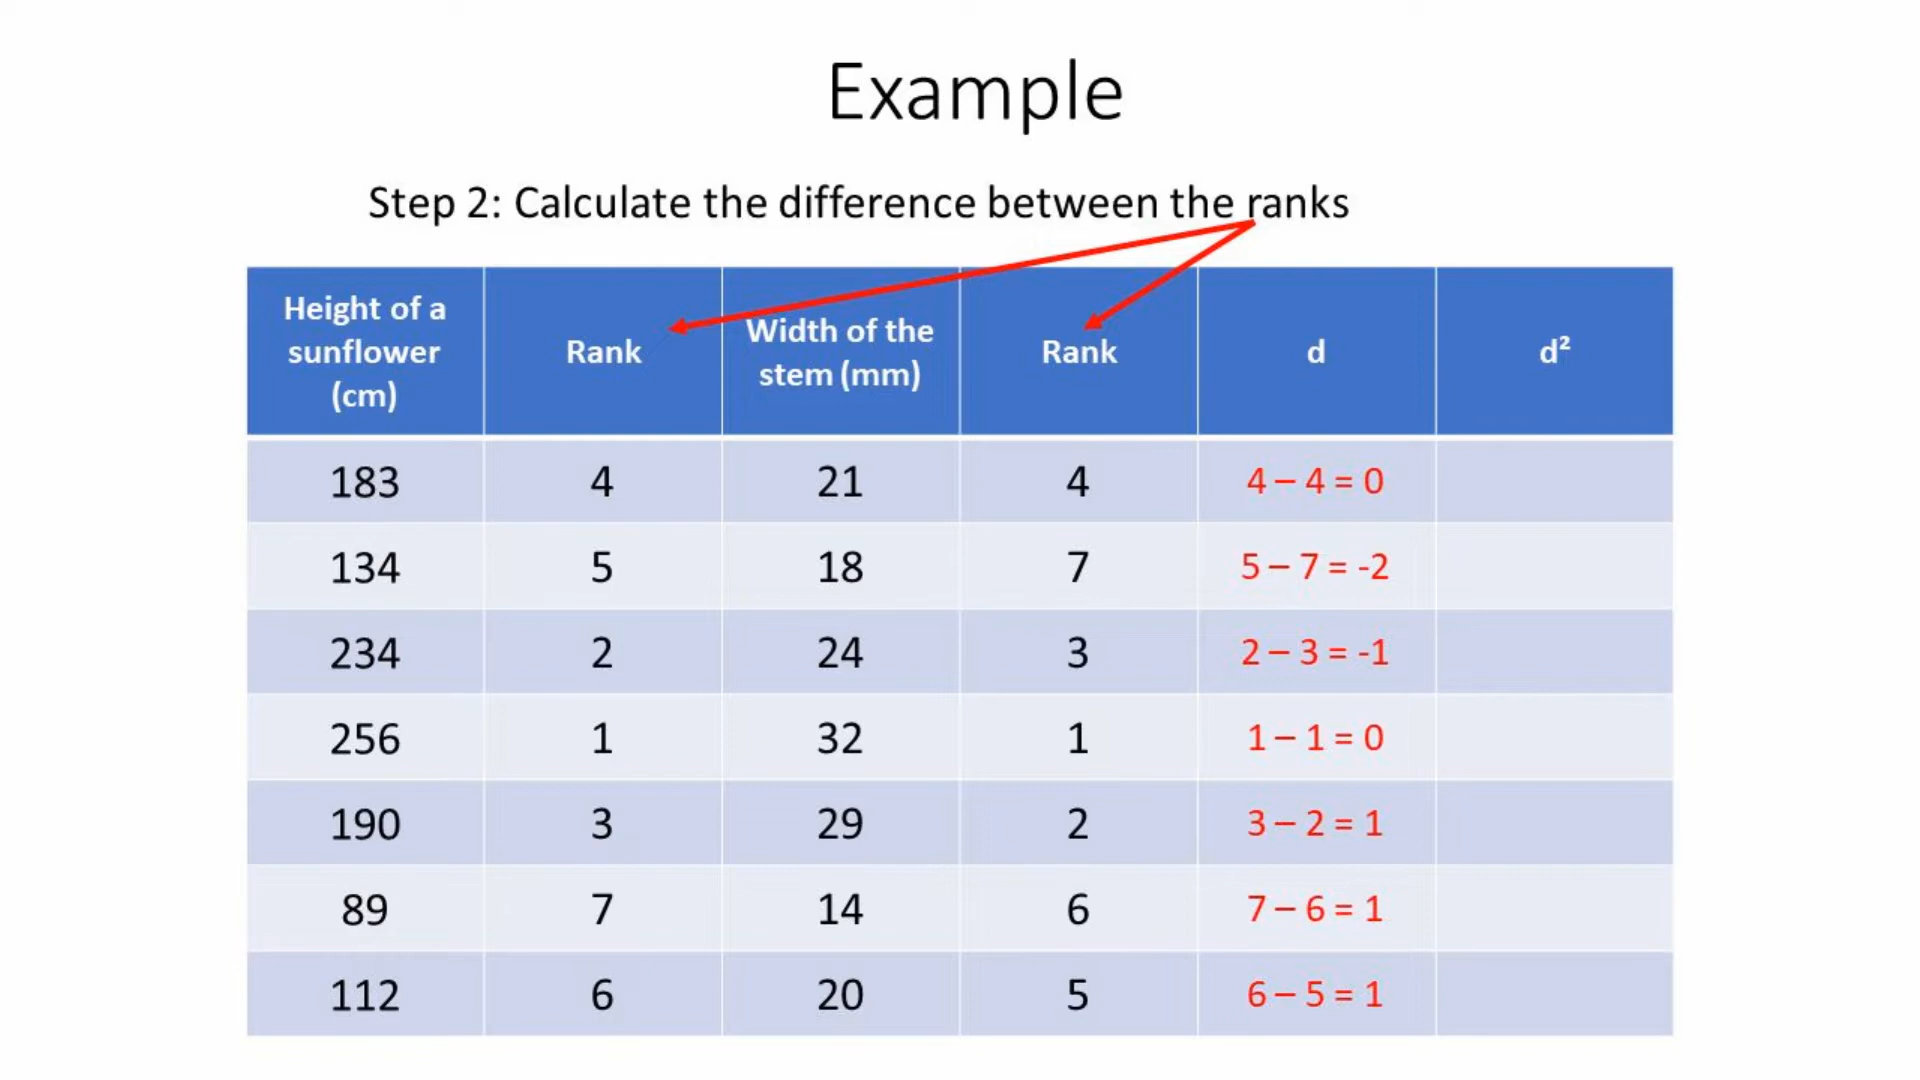 Example
Step 2: Calculate the difference between the ranks
Height of a
sunflower
(cm)
Rank
Width of the
stem (mm)
Rank
d
d²
183 4 21 4 4 – 4 = 0
134 5 18 7 5 – 7 = -2
234 2 24 3 2 – 3 = -1
256 1 32 1 1 – 1 = 0
190 3 29 2 3 – 2 = 1
89 7 14 6 7 – 6 = 1
112 6 20 5 6 – 5 = 1